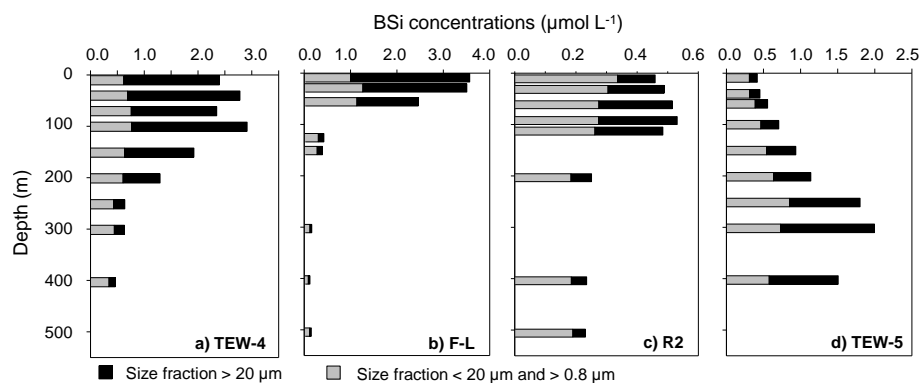 BSi concentrations (µmol L⁻¹)
0.0 1.0 2.0 3.0
0.0 1.0 2.0 3.0 4.0
0.0 0.2 0.4 0.6
0.0 0.5 1.0 1.5 2.0 2.5
Depth (m)
0
100
200
300
400
500
a) TEW-4
b) F-L
c) R2
d) TEW-5
Size fraction > 20 µm
Size fraction < 20 µm and > 0.8 µm